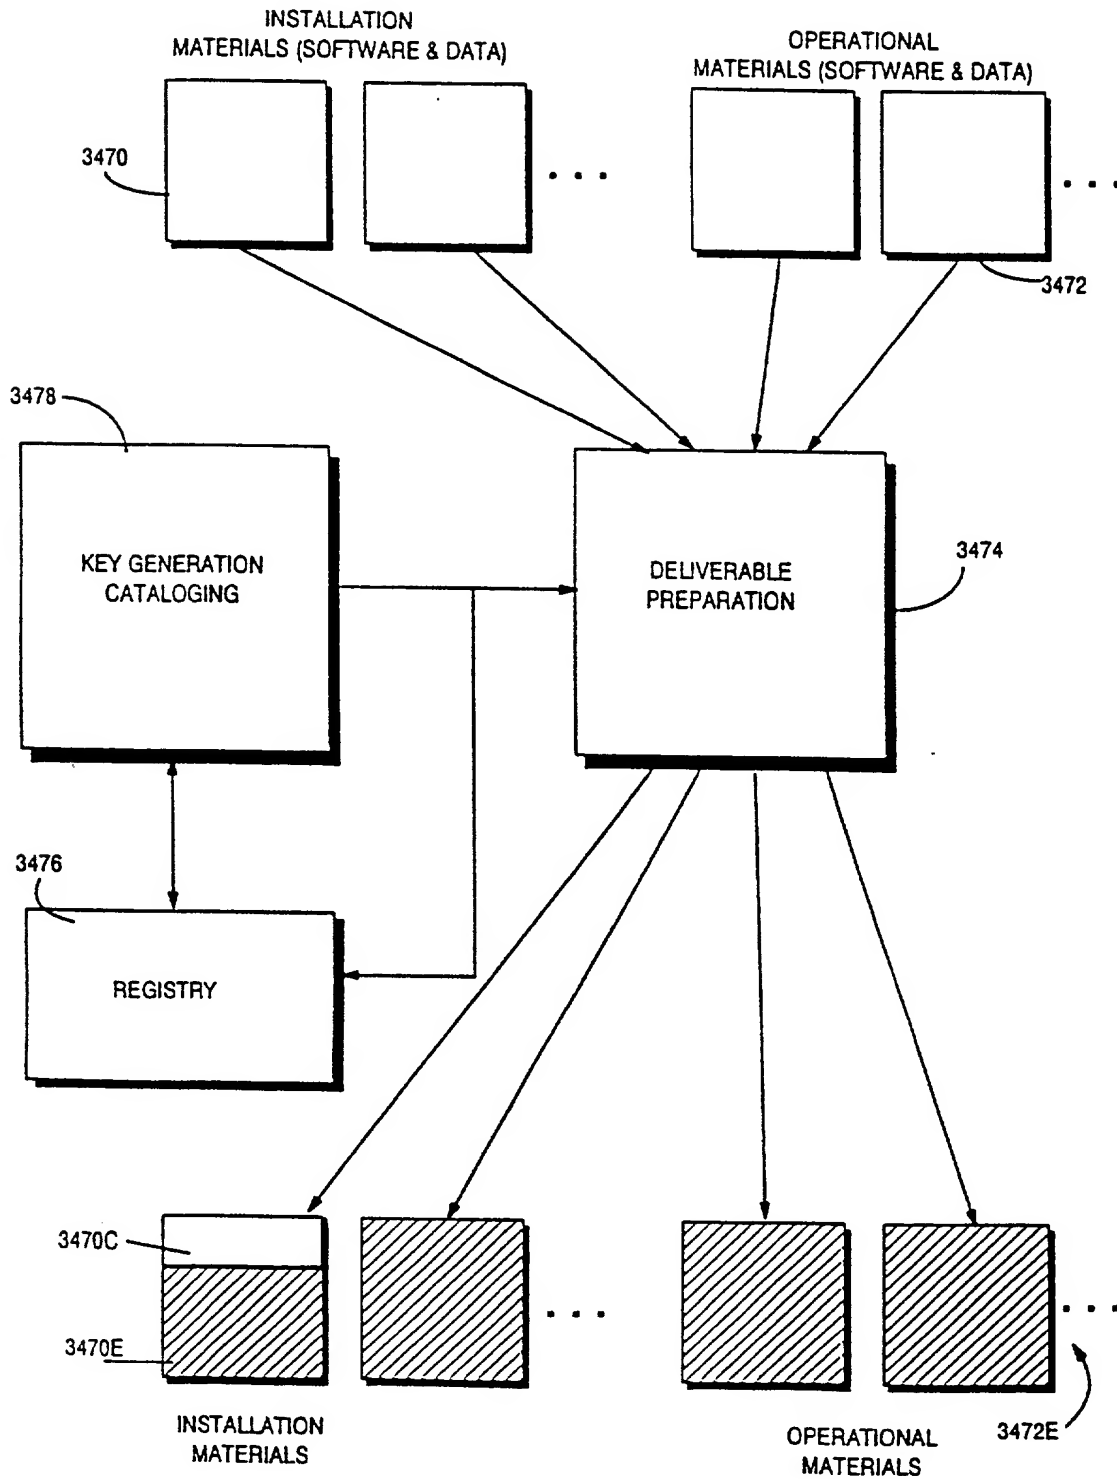 INSTALLATION
MATERIALS (SOFTWARE & DATA)
OPERATIONAL
MATERIALS (SOFTWARE & DATA)
3470
. . .
. . .
3472
3478
KEY GENERATION
CATALOGING
DELIVERABLE
PREPARATION
3474
3476
REGISTRY
3470C
3470E
. . .
. . .
3472E
INSTALLATION
MATERIALS
OPERATIONAL
MATERIALS